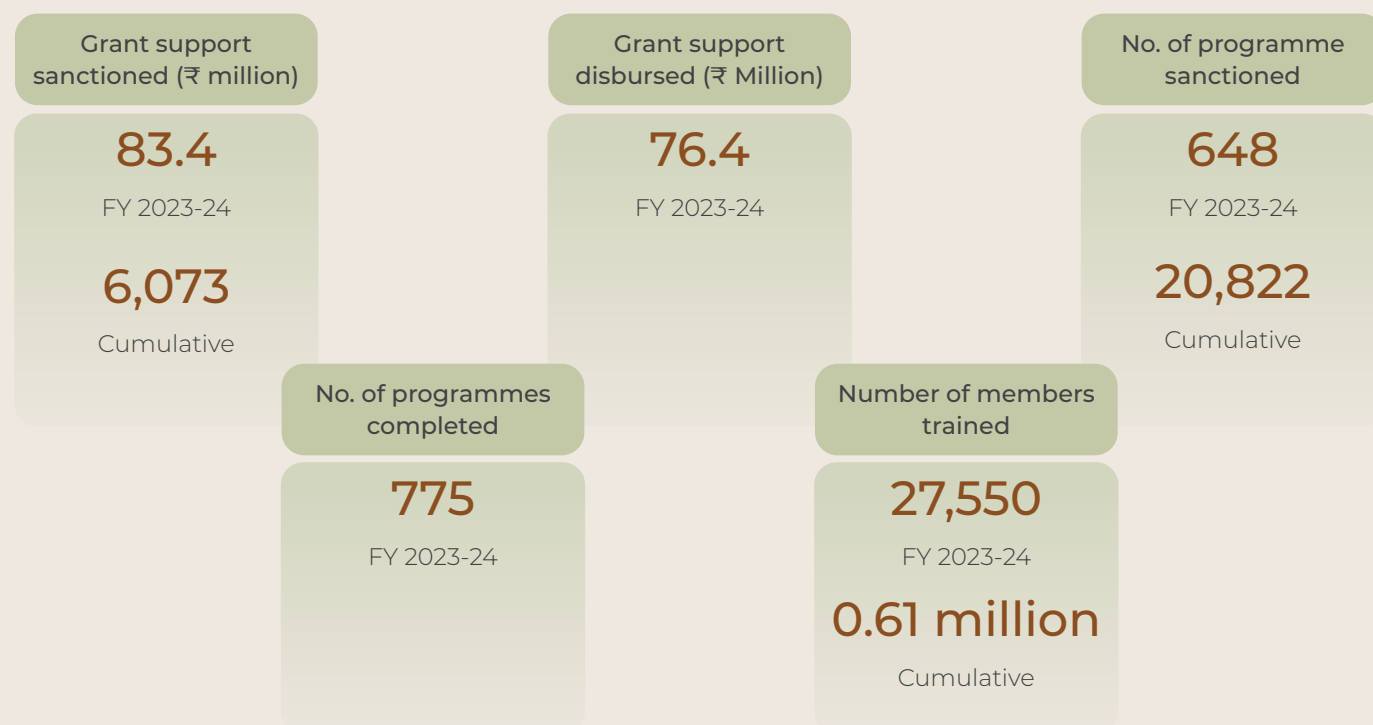 Grant support
sanctioned (₹ million)
83.4
FY 2023-24
6,073
Cumulative
Grant support
disbursed (₹ Million)
76.4
FY 2023-24
No. of programme
sanctioned
648
FY 2023-24
20,822
Cumulative
No. of programmes
completed
775
FY 2023-24
Number of members
trained
27,550
FY 2023-24
0.61 million
Cumulative